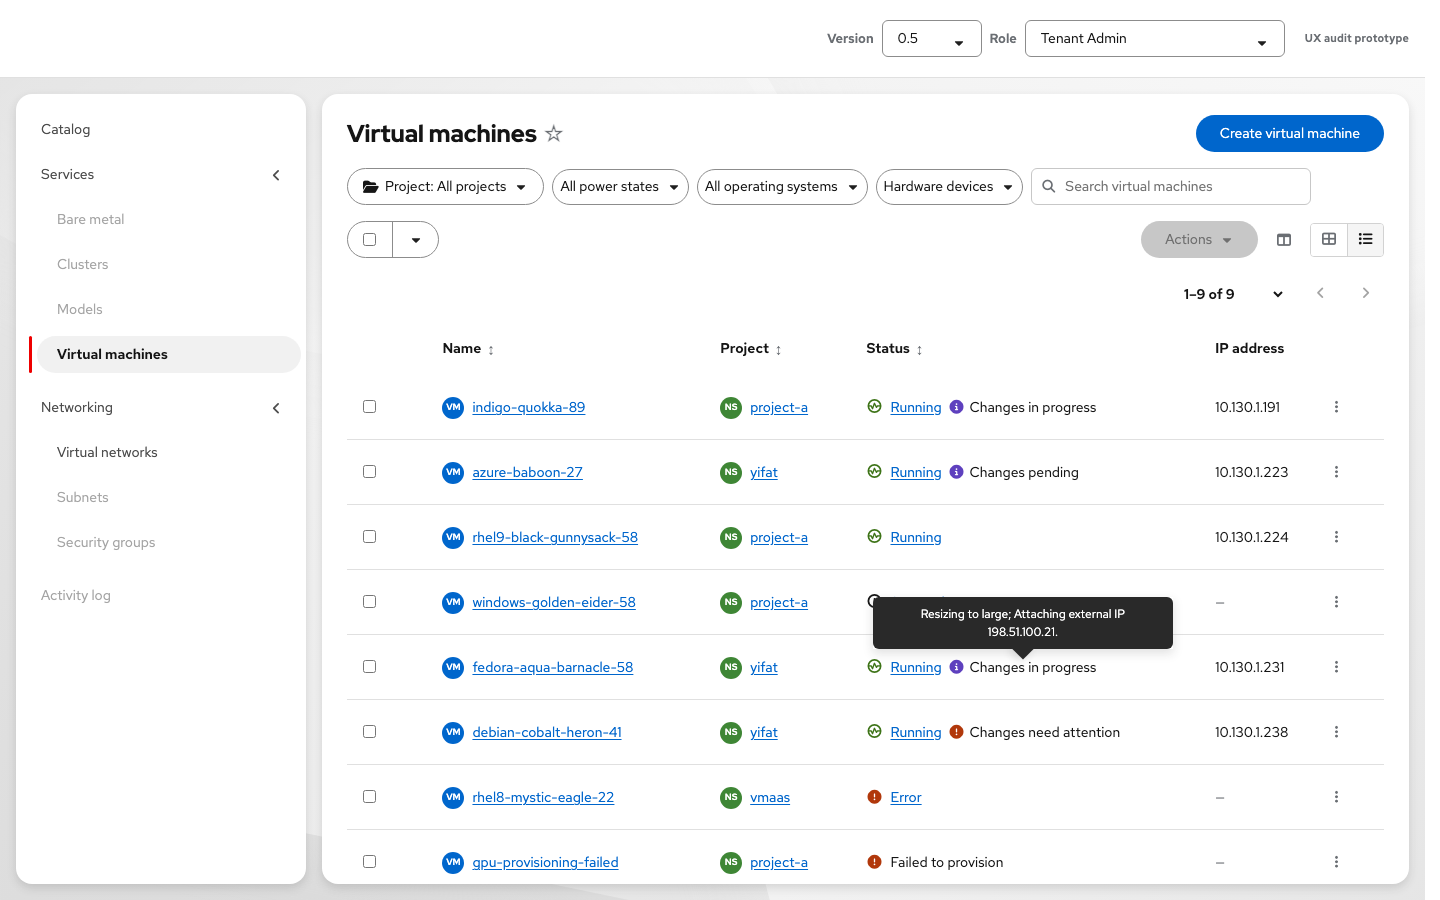 Version 0.5 Role Tenant Admin UX audit prototype
Catalog
Services
Bare metal
Clusters
Models
Virtual machines
Networking
Virtual networks
Subnets
Security groups
Activity log
Virtual machines
Create virtual machine
Project: All projects All power states All operating systems Hardware devices Search virtual machines
Actions
1–9 of 9
Name Project Status IP address
VM indigo-quokka-89 NS project-a Running Changes in progress 10.130.1.191
VM azure-baboon-27 NS yifat Running Changes pending 10.130.1.223
VM rhel9-black-gunnysack-58 NS project-a Running 10.130.1.224
VM windows-golden-eider-58 NS project-a –
Resizing to large; Attaching external IP
198.51.100.21.
VM fedora-aqua-barnacle-58 NS yifat Running Changes in progress 10.130.1.231
VM debian-cobalt-heron-41 NS yifat Running Changes need attention 10.130.1.238
VM rhel8-mystic-eagle-22 NS vmaas Error –
VM gpu-provisioning-failed NS project-a Failed to provision –